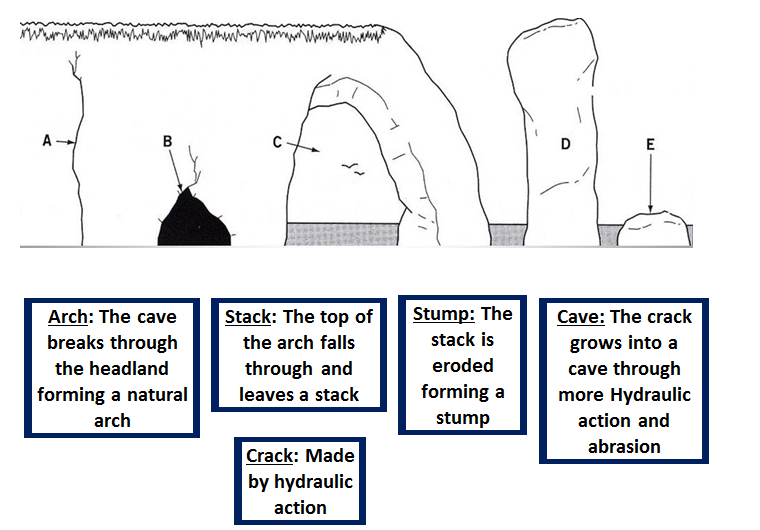 A
B
C
D
E
Arch: The cave
breaks through
the headland
forming a natural
arch
Stack: The top of
the arch falls
through and
leaves a stack
Stump: The
stack is
eroded
forming a
stump
Cave: The crack
grows into a
cave through
more Hydraulic
action and
abrasion
Crack: Made
by hydraulic
action